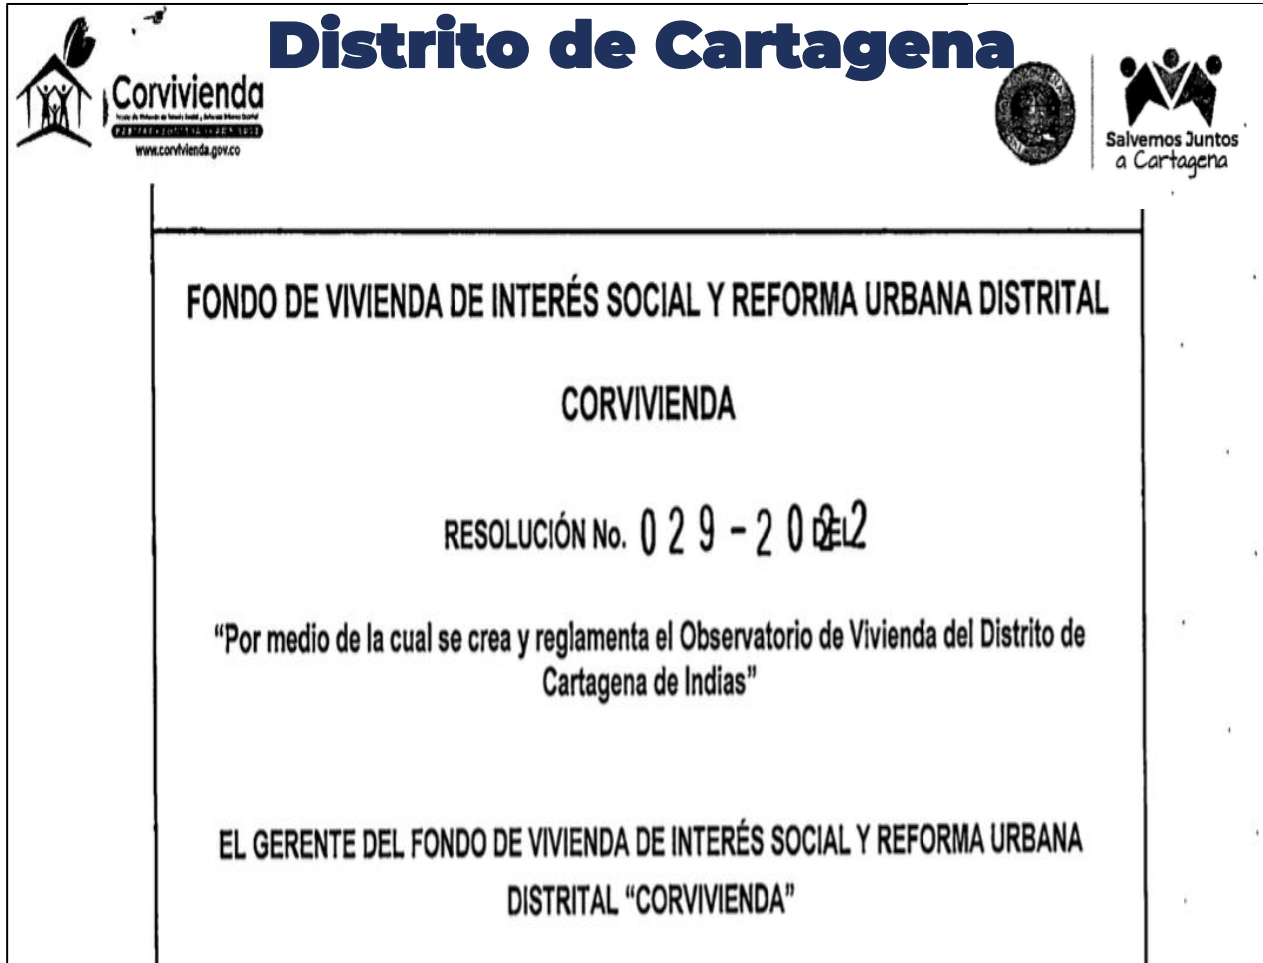 Distrito de Cartagena
Corvivienda
www.corvivienda.gov.co
Salvemos Juntos
a Cartagena
FONDO DE VIVIENDA DE INTERÉS SOCIAL Y REFORMA URBANA DISTRITAL
CORVIVIENDA
RESOLUCIÓN No. 029-2022 DEL
“Por medio de la cual se crea y reglamenta el Observatorio de Vivienda del Distrito de
Cartagena de Indias”
EL GERENTE DEL FONDO DE VIVIENDA DE INTERÉS SOCIAL Y REFORMA URBANA
DISTRITAL “CORVIVIENDA”